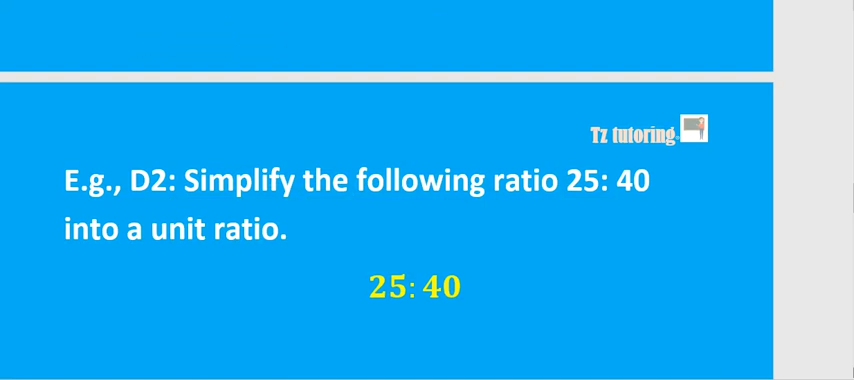 Tz tutoring
E.g., D2: Simplify the following ratio 25: 40
into a unit ratio.
25: 40